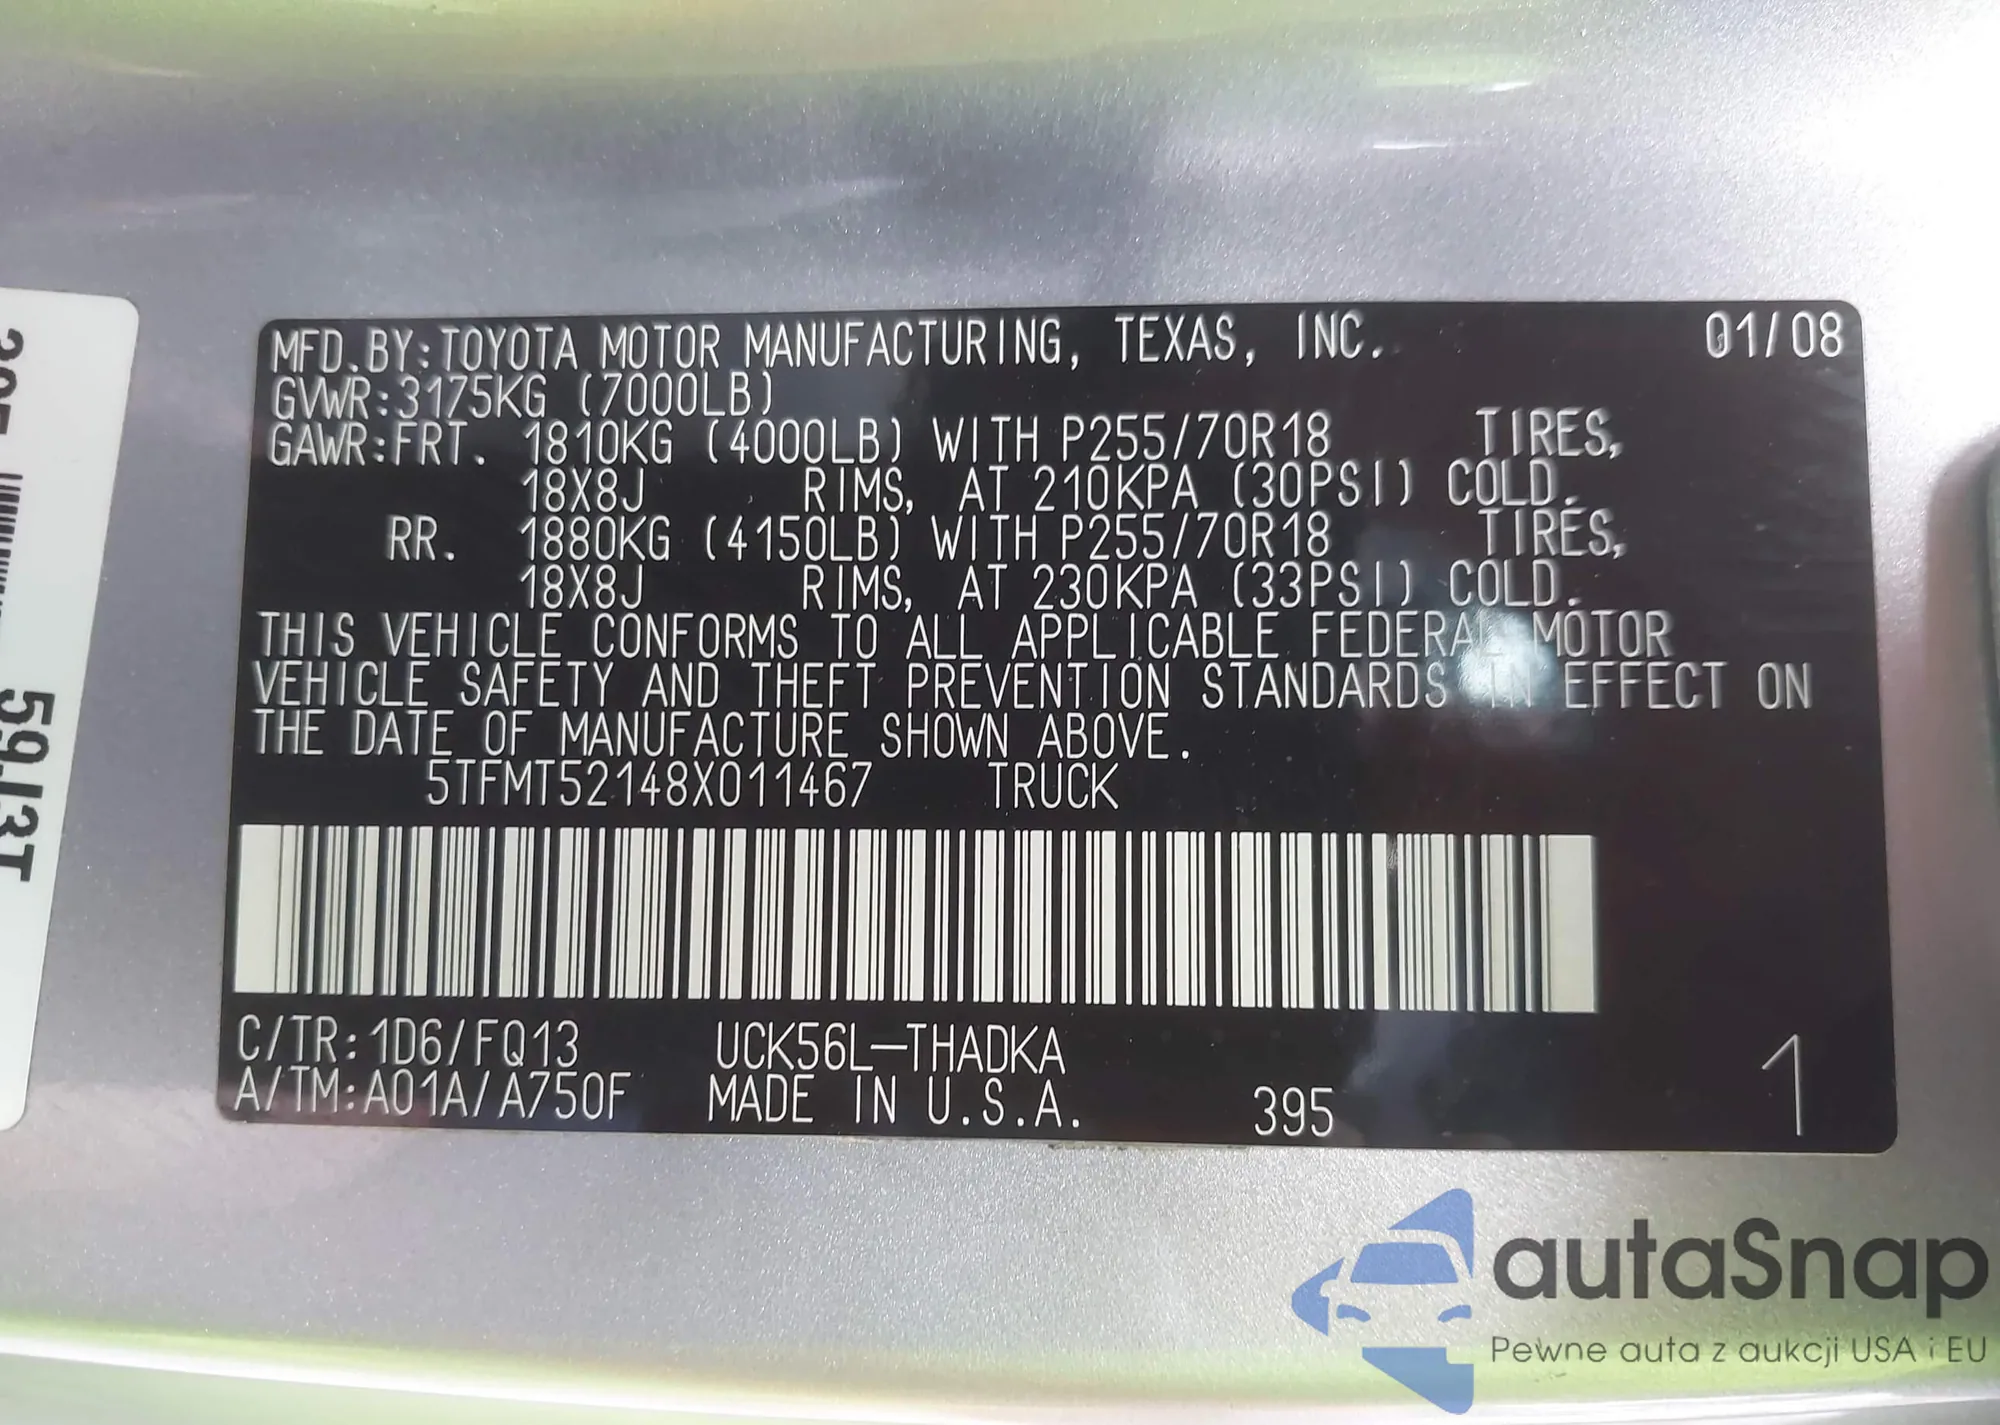 MFD.BY:TOYOTA MOTOR MANUFACTURING, TEXAS, INC. 01/08
GVWR:3175KG (7000LB)
GAWR:FRT. 1810KG (4000LB) WITH P255/70R18 TIRES,
18X8J RIMS, AT 210KPA (30PSI) COLD.
RR. 1880KG (4150LB) WITH P255/70R18 TIRES,
18X8J RIMS, AT 230KPA (33PSI) COLD.
THIS VEHICLE CONFORMS TO ALL APPLICABLE FEDERAL MOTOR
VEHICLE SAFETY AND THEFT PREVENTION STANDARDS IN EFFECT ON
THE DATE OF MANUFACTURE SHOWN ABOVE.
5TFMT52148X011467 TRUCK
C/TR:1D6/FQ13 UCK56L-THADKA
A/TM:A01A/A750F MADE IN U.S.A. 395 1
59J3T
autaSnap
Pewne auta z aukcji USA i EU